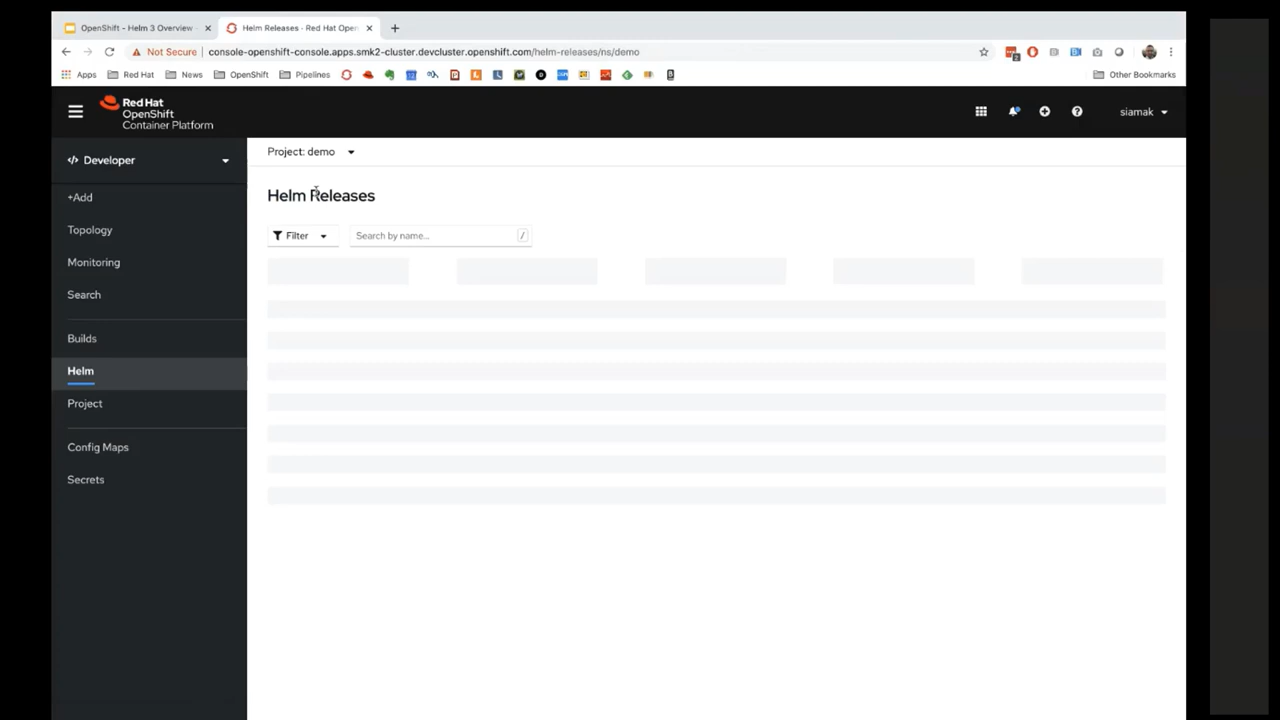 OpenShift - Helm 3 Overview
Helm Releases - Red Hat Open
Not Secure
console-openshift-console.apps.smk2-cluster.devcluster.openshift.com/helm-releases/ns/demo
Apps Red Hat News OpenShift Pipelines Other Bookmarks
Red Hat
OpenShift
Container Platform
siamak
Developer
Project: demo
+Add
Helm Releases
Topology
Filter Search by name... /
Monitoring
Search
Builds
Helm
Project
Config Maps
Secrets